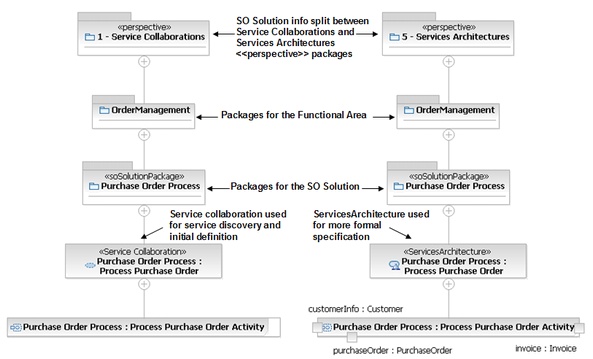 «perspective»
1 - Service Collaborations
SO Solution info split between
Service Collaborations and
Services Architectures
<<perspective>> packages
«perspective»
5 - Services Architectures
OrderManagement
Packages for the Functional Area
OrderManagement
«soSolutionPackage»
Purchase Order Process
Packages for the SO Solution
«soSolutionPackage»
Purchase Order Process
Service collaboration used
for service discovery and
initial definition
ServicesArchitecture used
for more formal
specification
«Service Collaboration»
Purchase Order Process :
Process Purchase Order
«ServicesArchitecture»
Purchase Order Process :
Process Purchase Order
customerInfo : Customer
Purchase Order Process : Process Purchase Order Activity
Purchase Order Process : Process Purchase Order Activity
purchaseOrder : PurchaseOrder
invoice : Invoice